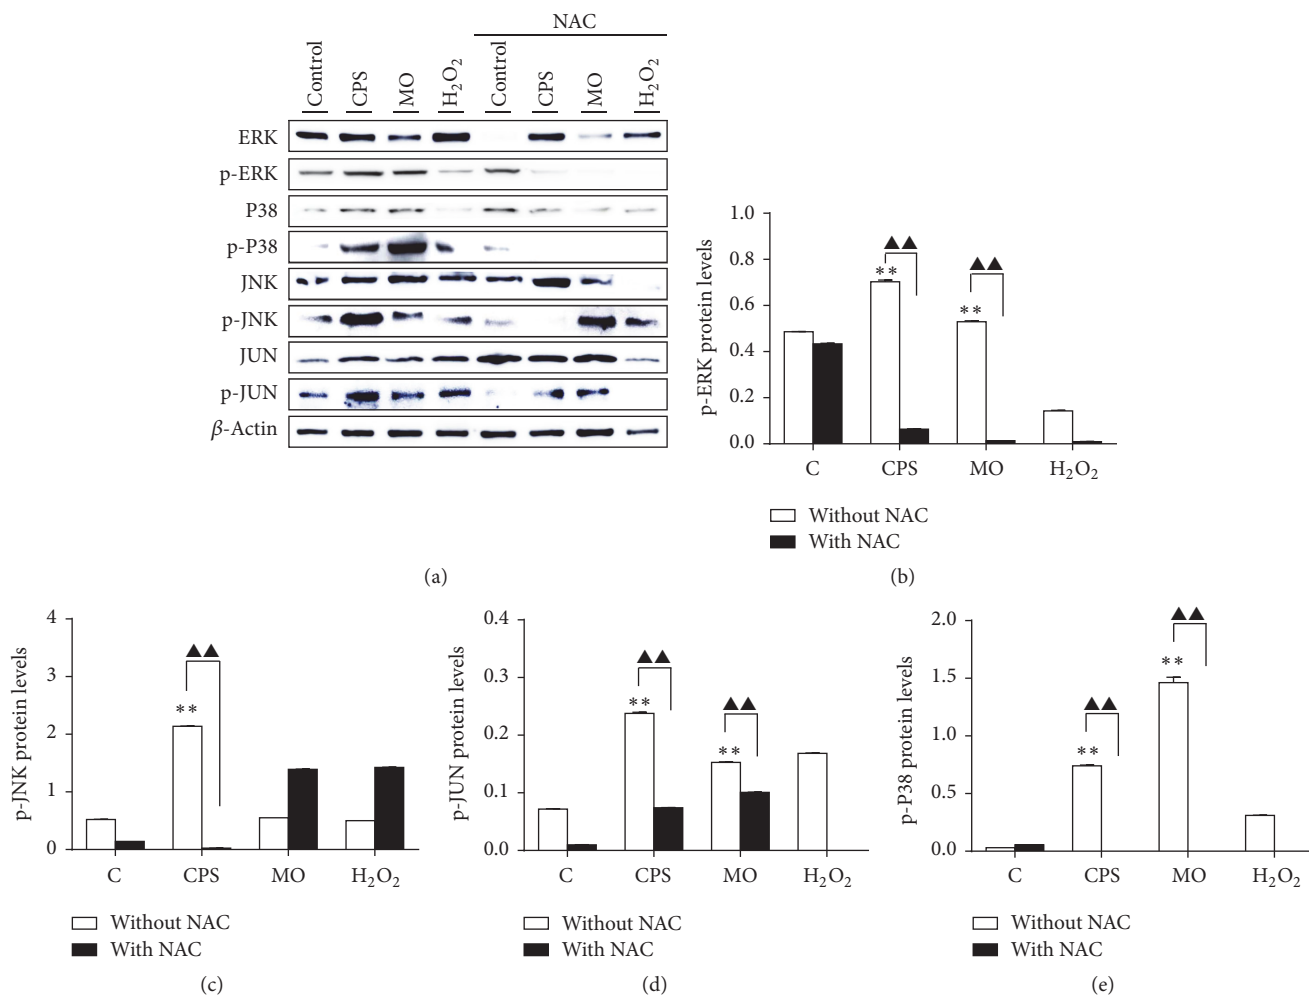 NAC
Control
CPS
MO
H₂O₂
Control
CPS
MO
H₂O₂
ERK
p-ERK
P38
p-P38
JNK
p-JNK
JUN
p-JUN
β-Actin
(a)
p-ERK protein levels
1.0
0.8
0.6
0.4
0.2
0.0
▲▲
**
▲▲
**
C CPS MO H₂O₂
Without NAC
With NAC
(b)
p-JNK protein levels
4
3
2
1
0
▲▲
**
C CPS MO H₂O₂
Without NAC
With NAC
(c)
p-JUN protein levels
0.4
0.3
0.2
0.1
0.0
▲▲
**
▲▲
**
C CPS MO H₂O₂
Without NAC
With NAC
(d)
p-P38 protein levels
2.0
1.5
1.0
0.5
0.0
▲▲
**
▲▲
**
C CPS MO H₂O₂
Without NAC
With NAC
(e)